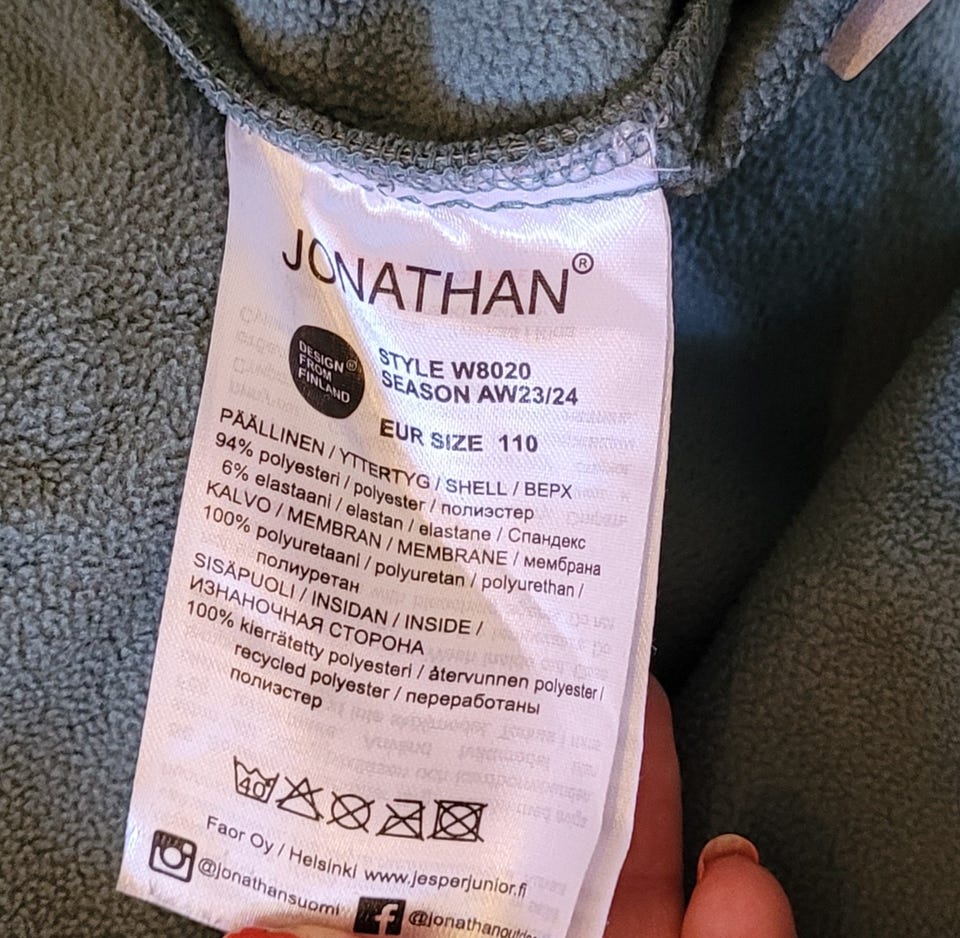 JONATHAN®
DESIGN®
FROM
FINLAND
STYLE W8020
SEASON AW23/24
EUR SIZE 110
PÄÄLLINEN / YTTERTYG / SHELL / ВЕРХ
94% polyesteri / polyester / полиэстер
6% elastaani / elastan / elastane / Спандекс
KALVO / MEMBRAN / MEMBRANE / мембрана
100% polyuretaani / polyuretan / polyurethan /
полиуретан
SISÄPUOLI / INSIDAN / INSIDE /
ИЗНАНОЧНАЯ СТОРОНА
100% kierrätetty polyesteri / återvunnen polyester /
recycled polyester / переработаны
полиэстер
40
Faor Oy / Helsinki www.jesperjunior.fi
@jonathansuomi
f